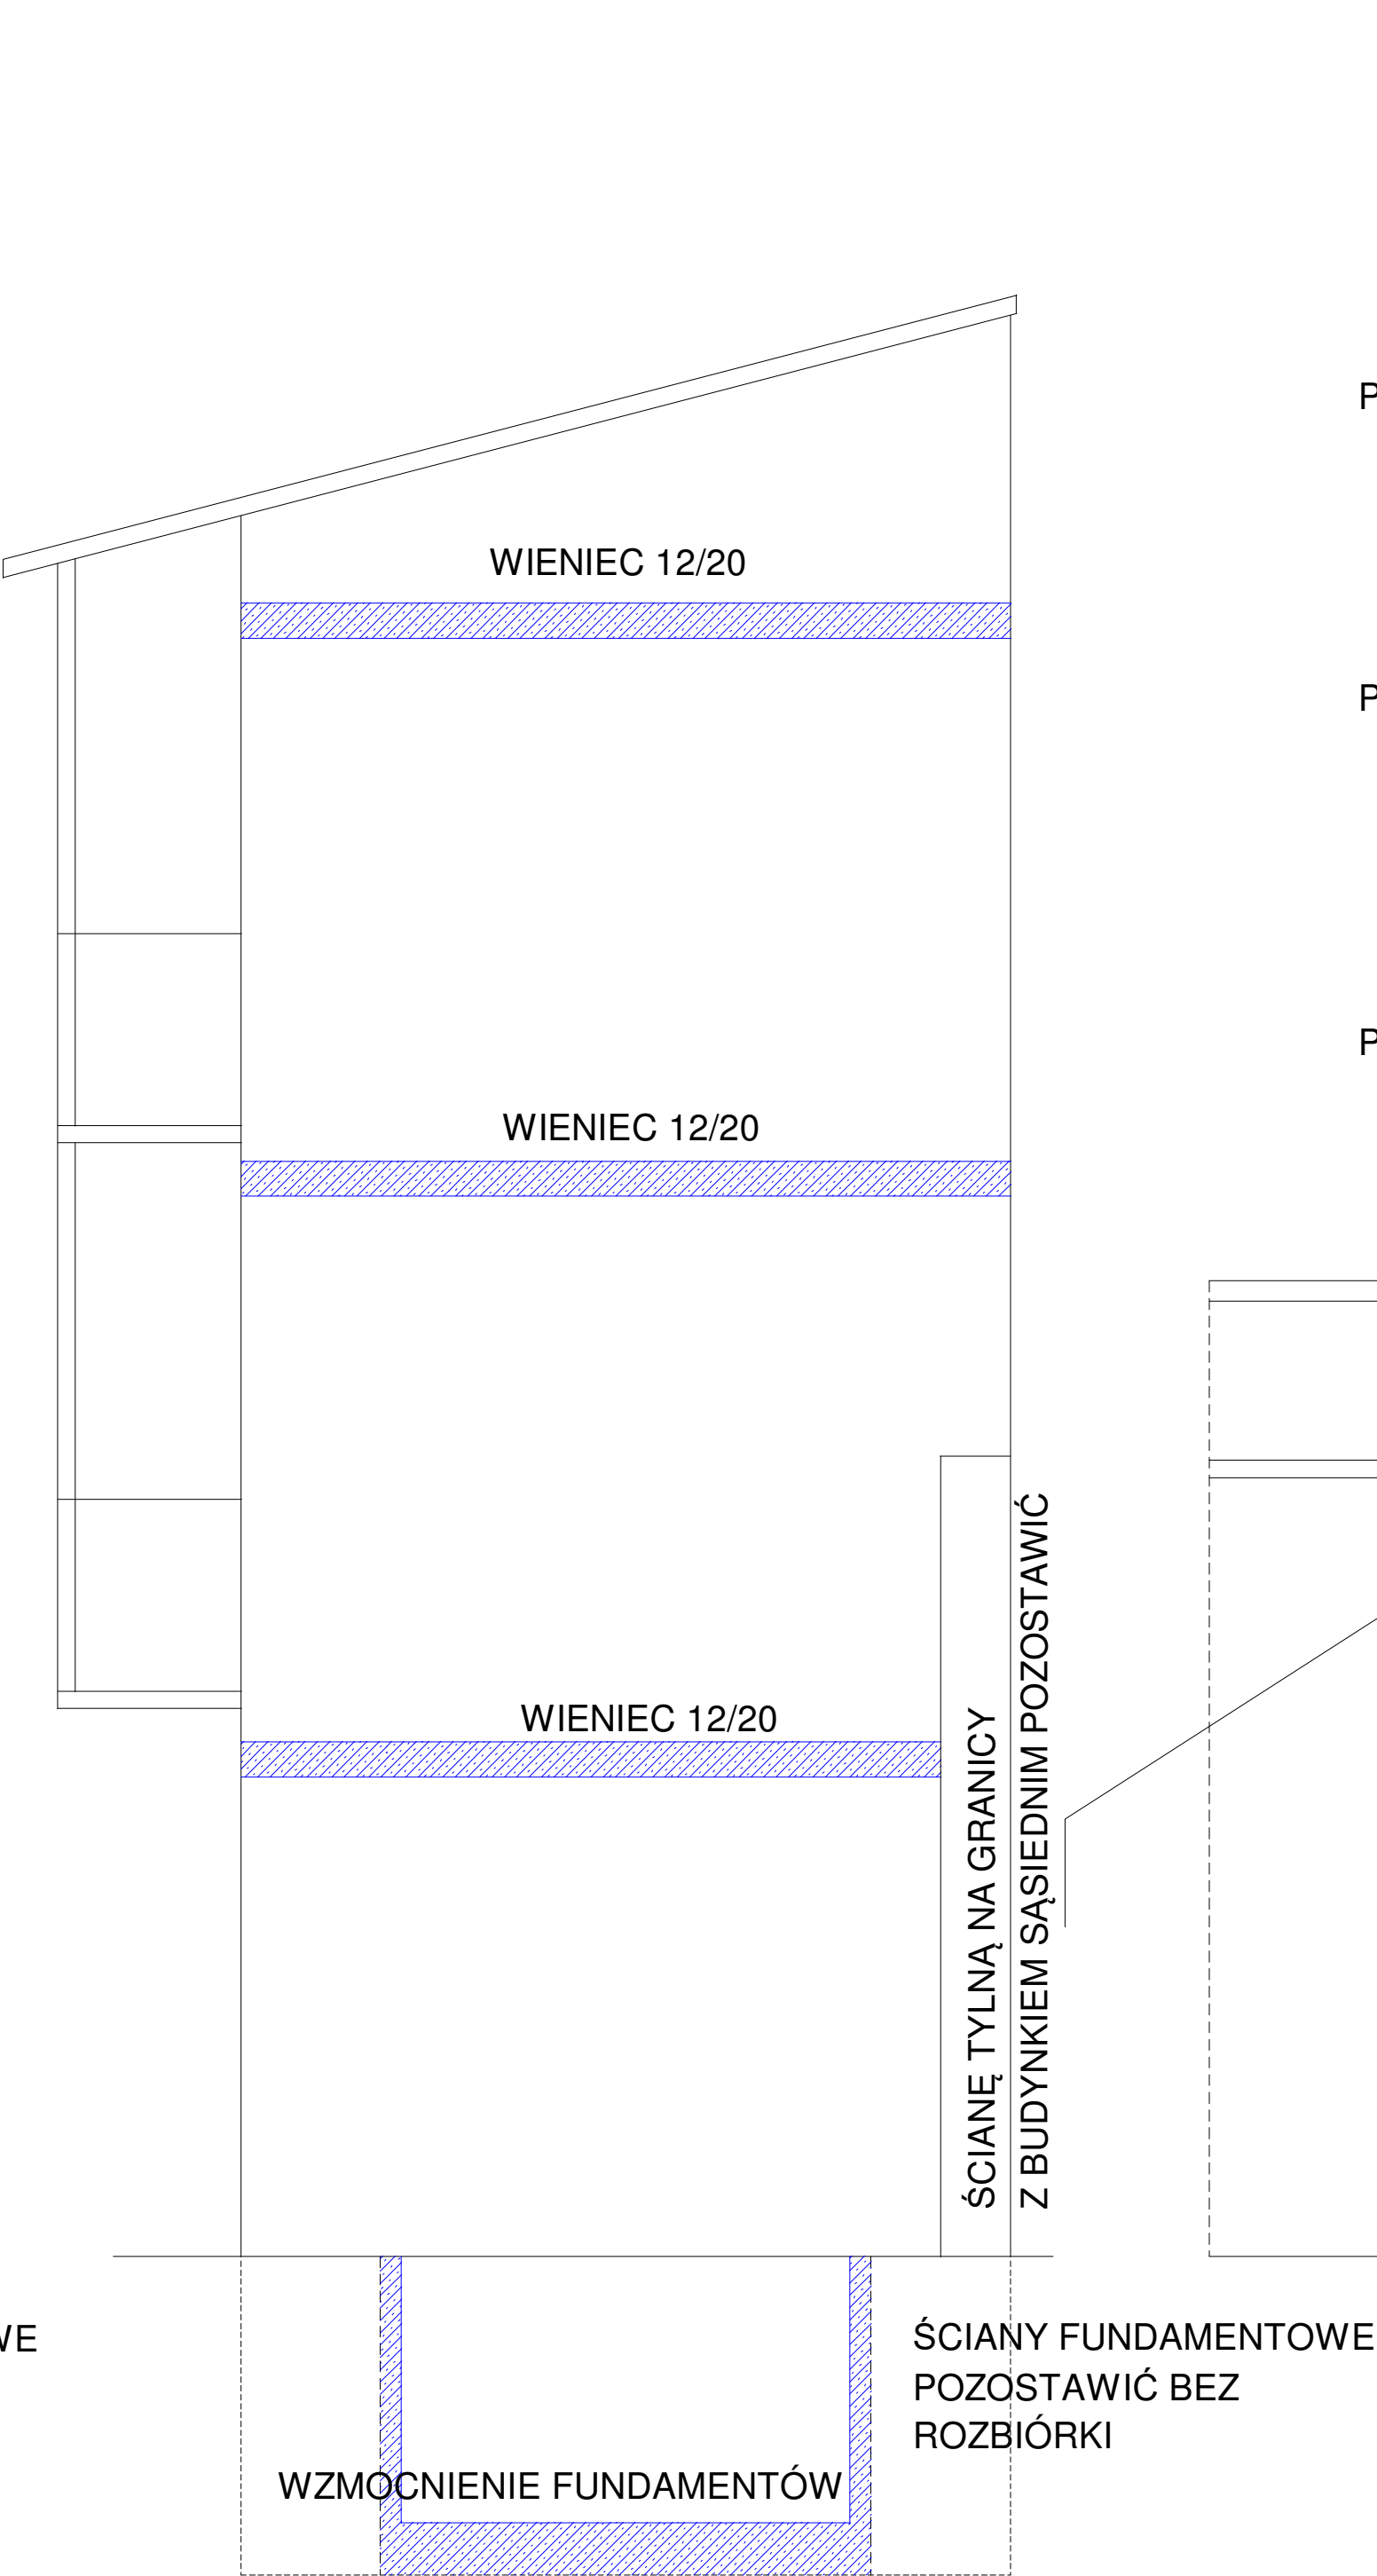 WIENIEC 12/20
WIENIEC 12/20
WIENIEC 12/20
ŚCIANĘ TYLNĄ NA GRANICY
Z BUDYNKIEM SĄSIEDNIM POZOSTAWIĆ
ŚCIANY FUNDAMENTOWE
POZOSTAWIĆ BEZ
ROZBIÓRKI
WZMOCNIENIE FUNDAMENTÓW